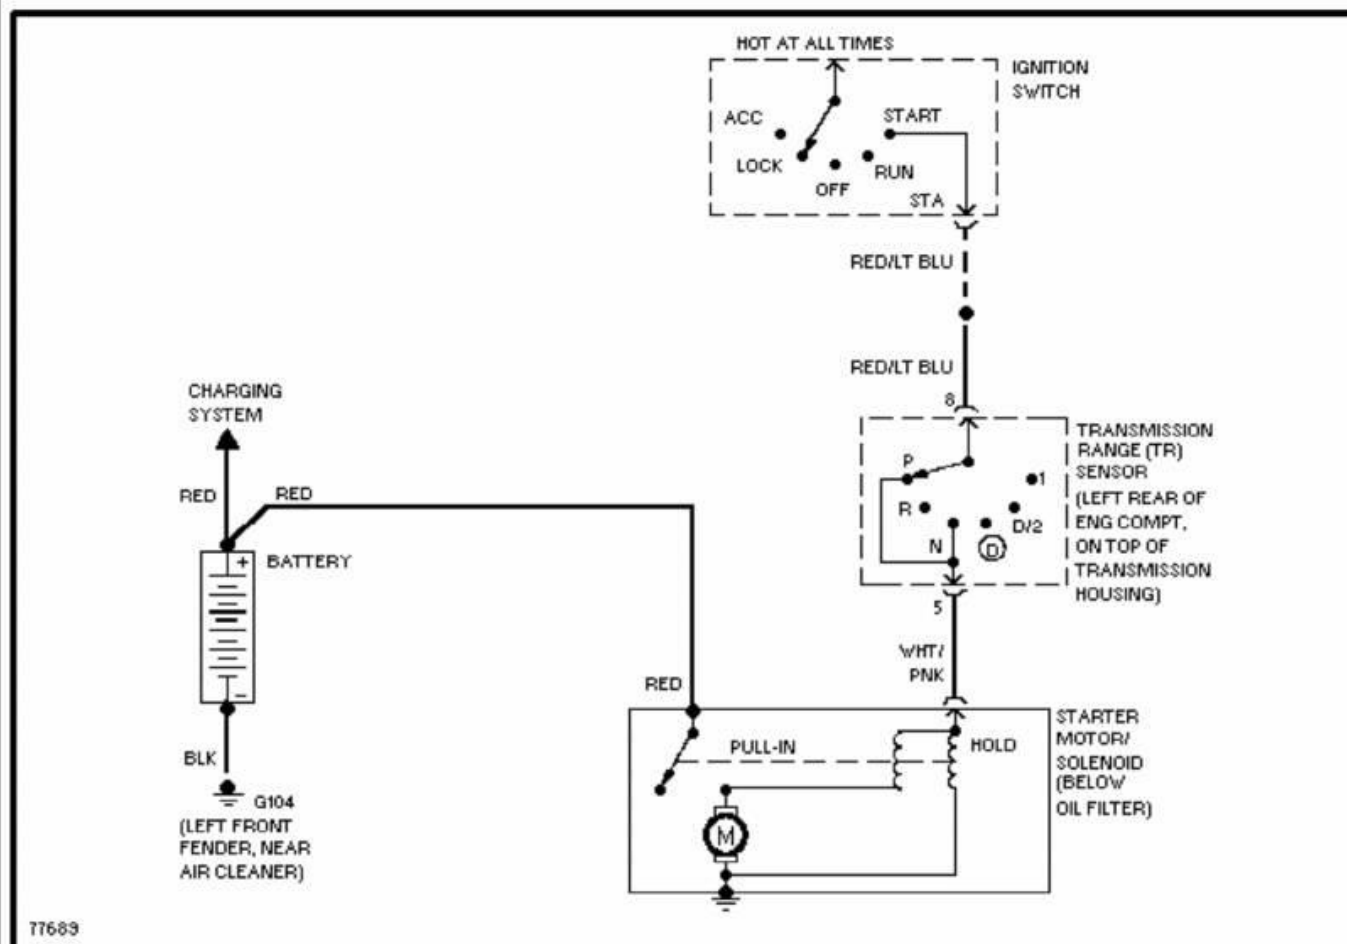 HOT AT ALL TIMES
IGNITION
SWITCH
ACC
START
LOCK
OFF
RUN
STA
RED/LT BLU
RED/LT BLU
8
CHARGING
SYSTEM
RED
RED
+
BATTERY
-
BLK
G104
(LEFT FRONT
FENDER, NEAR
AIR CLEANER)
TRANSMISSION
RANGE (TR)
SENSOR
(LEFT REAR OF
ENG COMPT,
ON TOP OF
TRANSMISSION
HOUSING)
P
1
R
D/2
N
D
5
WHT/
PNK
RED
PULL-IN
HOLD
STARTER
MOTOR/
SOLENOID
(BELOW
OIL FILTER)
M
77689